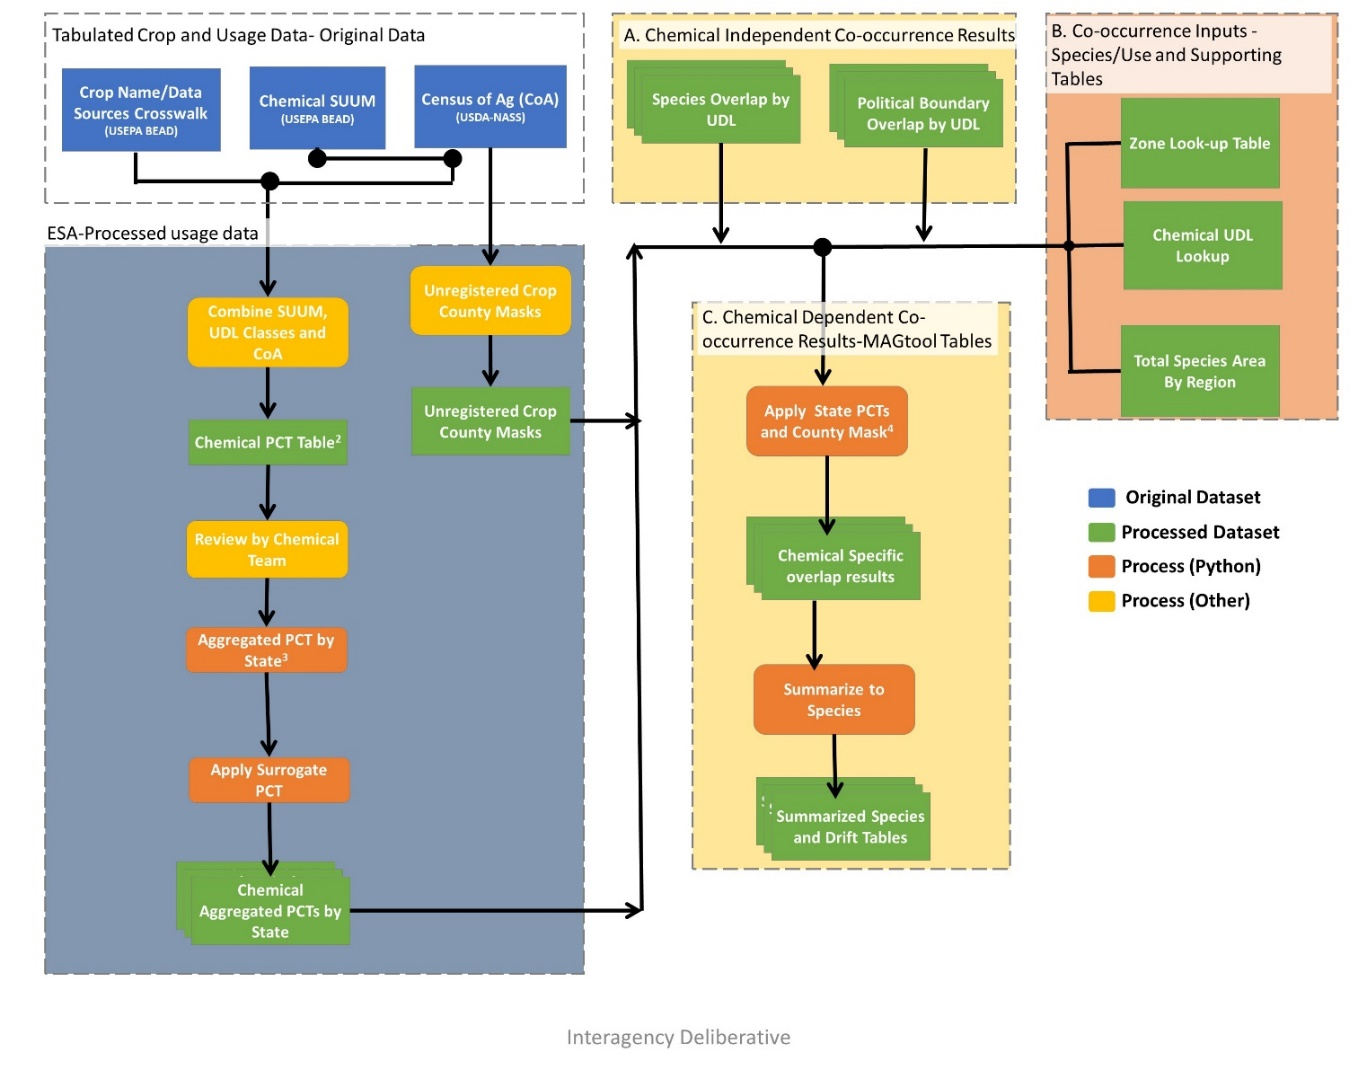 Tabulated Crop and Usage Data- Original Data
Crop Name/Data
Sources Crosswalk
(USEPA BEAD)
Chemical SUUM
(USEPA BEAD)
Census of Ag (CoA)
(USDA-NASS)
A. Chemical Independent Co-occurrence Results
Species Overlap by
UDL
Political Boundary
Overlap by UDL
B. Co-occurrence Inputs -
Species/Use and Supporting
Tables
Zone Look-up Table
Chemical UDL
Lookup
Total Species Area
By Region
ESA-Processed usage data
Combine SUUM,
UDL Classes and
CoA
Chemical PCT Table²
Review by Chemical
Team
Aggregated PCT by
State³
Apply Surrogate
PCT
Chemical
Aggregated PCTs by
State
Unregistered Crop
County Masks
Unregistered Crop
County Masks
C. Chemical Dependent Co-
occurrence Results-MAGtool Tables
Apply State PCTs
and County Mask⁴
Chemical Specific
overlap results
Summarize to
Species
Summarized Species
and Drift Tables
Original Dataset
Processed Dataset
Process (Python)
Process (Other)
Interagency Deliberative